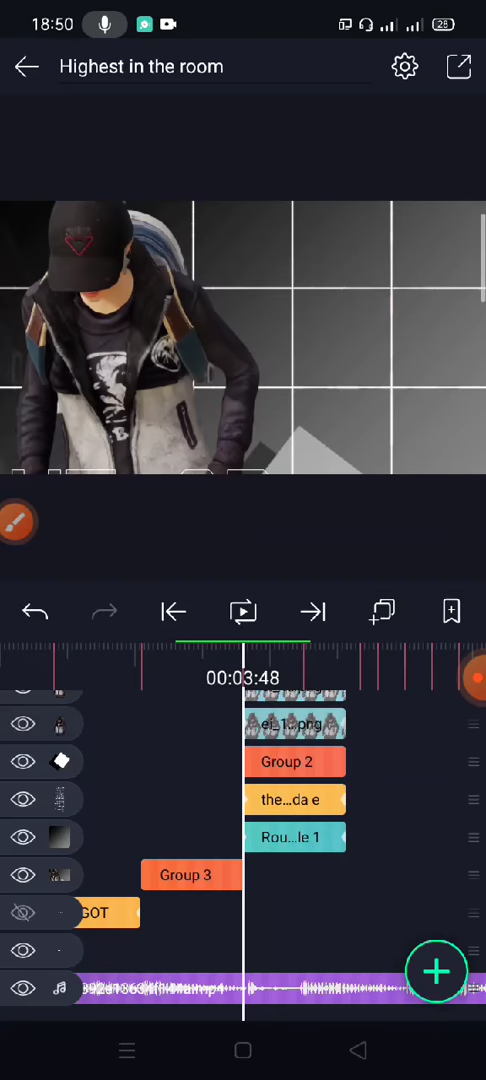 18:50
28
Highest in the room
00:03:48
Group 2
the...da e
Rou...le 1
Group 3
GOT